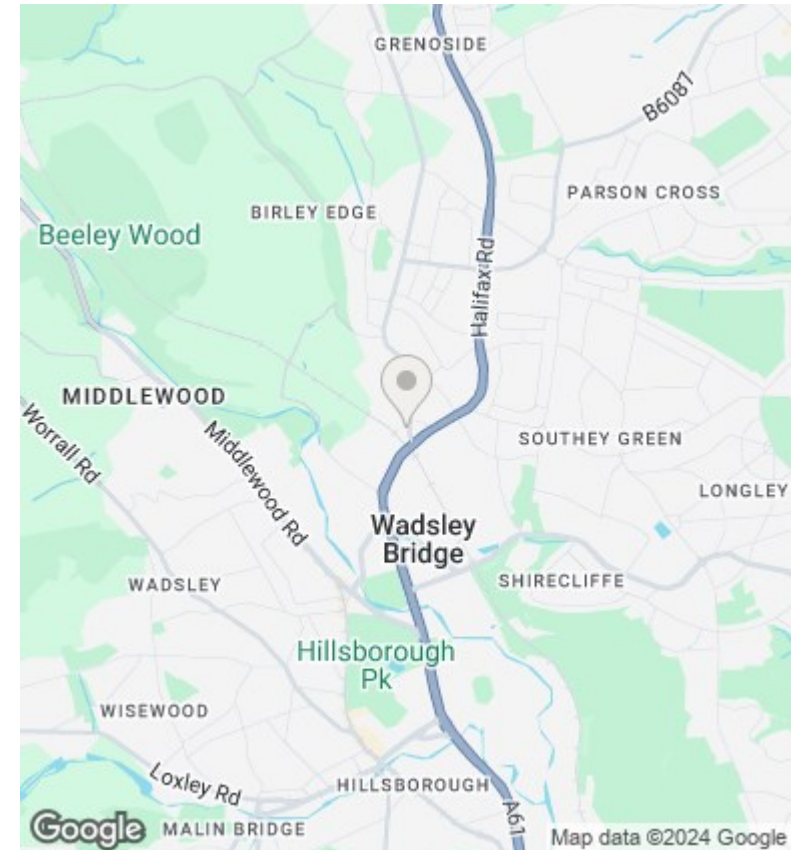 GRENOSIDE
B6087
PARSON CROSS
BIRLEY EDGE
Beeley Wood
Halifax Rd
MIDDLEWOOD
Worrall Rd
Middlewood Rd
SOUTHEY GREEN
LONGLEY
Wadsley
Bridge
WADSLEY
SHIRECLIFFE
Hillsborough
Pk
WISEWOOD
Loxley Rd
HILLSBOROUGH
A61
Google
MALIN BRIDGE
Map data ©2024 Google